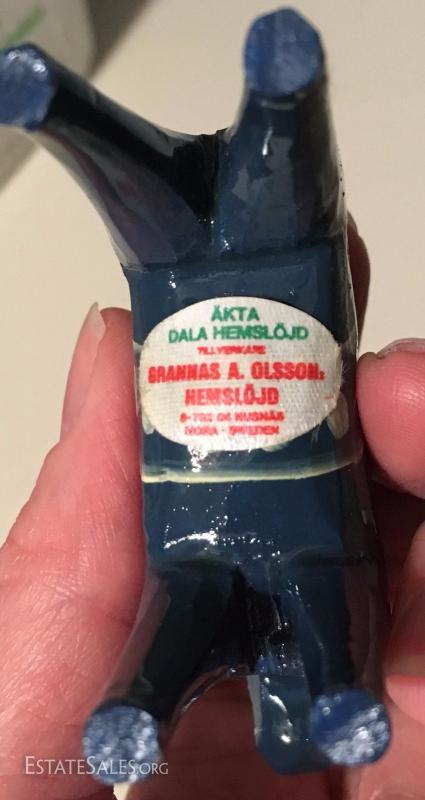 ÄKTA
DALA HEMSLÖJD
TILLVERKARE
GRANNAS A. OLSSONS
HEMSLÖJD
S-792 04 NUSNÄS
MORA - SWEDEN
ESTATESALES.ORG